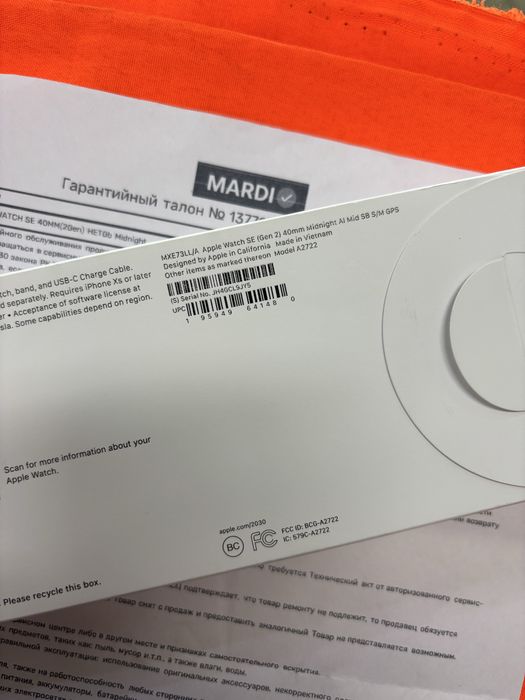 MARDI
Гарантийный талон № 1377
WATCH SE 40MM(2Gen) НЕТ0b Midnight
MXE73LL/A Apple Watch SE (Gen 2) 40mm Midnight Al Mid SB S/M GPS
Designed by Apple in California Made in Vietnam
Other items as marked thereon Model A2722
(S) Serial No. JH4GCLSJY5
UPC
1 95949 64148 0
tch, band, and USB-C Charge Cable.
d separately. Requires iPhone Xs or later
• Acceptance of software license at
sla. Some capabilities depend on region.
Scan for more information about your
Apple Watch.
apple.com/2030
BC FC FCC ID: BCG-A2722
IC: 579C-A2722
Please recycle this box.
возврату
требуется Технический акт от авторизованного сервис-
подтверждает, что товар ремонту не подлежит, то продавец обязуется
Товар снят с продаж и предоставить аналогичный Товар не представляется возможным.
центре либо в другом месте и признаках самостоятельного вскрытия.
предметов, таких как пыль, мусор и т.п., а также влаги, воды.
эксплуатации: использование оригинальных аксессуаров, некорректного
также на работоспособность любых сторонних
питания, аккумуляторы,